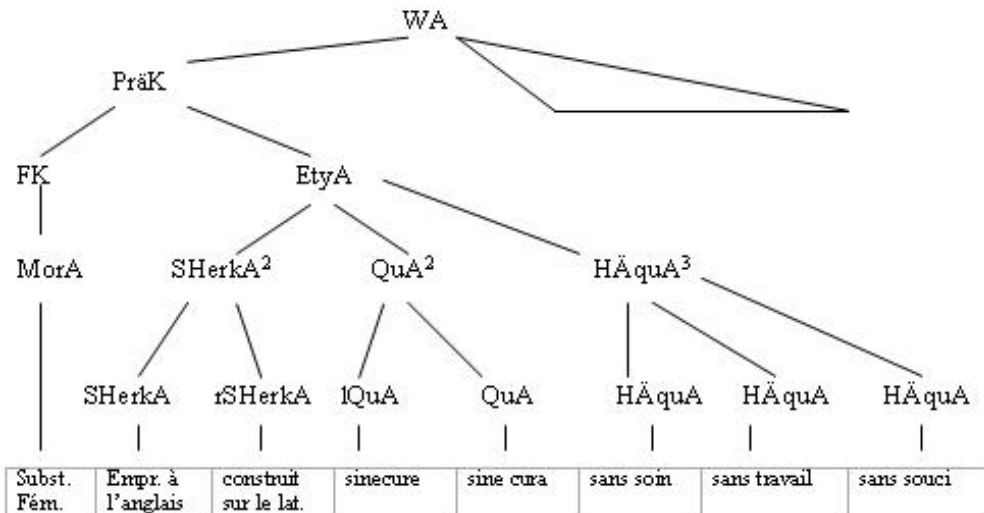 WA
PräK
FK EtyA
MorA SHerkA² QuA² HÄquA³
SHerkA rSHerkA lQuA QuA HÄquA HÄquA HÄquA
Subst. Empr. à construit sinecure sine cura sans soin sans travail sans souci
Fém. l'anglais sur le lat.